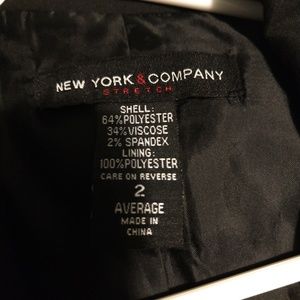 NEW YORK & COMPANY
STRETCH
SHELL:
64%POLYESTER
34%VISCOSE
2% SPANDEX
LINING:
100%POLYESTER
CARE ON REVERSE
2
AVERAGE
MADE IN
CHINA